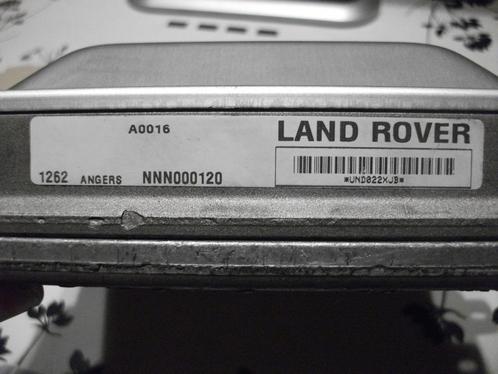 A0016
LAND ROVER
1262 ANGERS NNN000120
*UND022XJB*